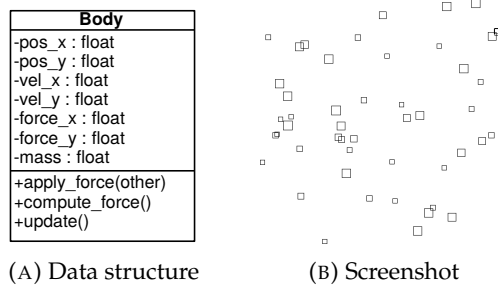 Body
-pos_x : float
-pos_y : float
-vel_x : float
-vel_y : float
-force_x : float
-force_y : float
-mass : float
+apply_force(other)
+compute_force()
+update()
(A) Data structure
(B) Screenshot